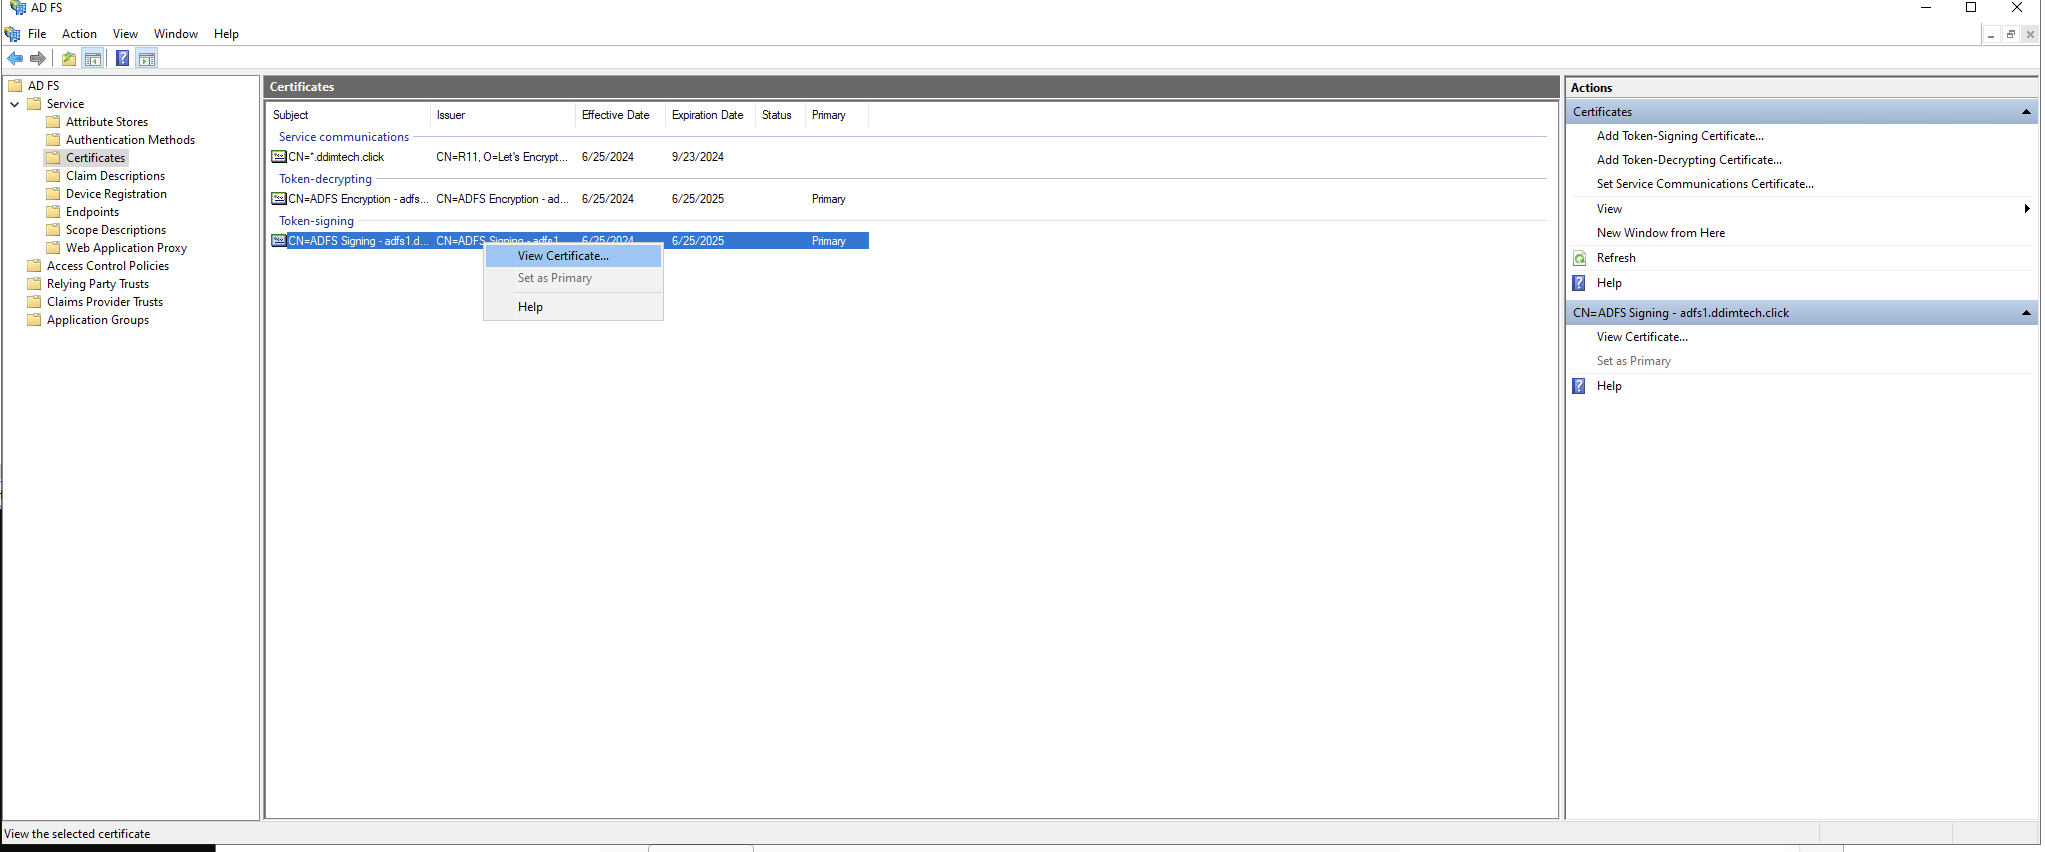 AD FS
File Action View Window Help
AD FS
Service
Attribute Stores
Authentication Methods
Certificates
Claim Descriptions
Device Registration
Endpoints
Scope Descriptions
Web Application Proxy
Access Control Policies
Relying Party Trusts
Claims Provider Trusts
Application Groups
Certificates
Subject Issuer Effective Date Expiration Date Status Primary
Service communications
CN=*.ddimtech.click CN=R11, O=Let's Encrypt... 6/25/2024 9/23/2024
Token-decrypting
CN=ADFS Encryption - adfs... CN=ADFS Encryption - ad... 6/25/2024 6/25/2025 Primary
Token-signing
CN=ADFS Signing - adfs1.d... CN=ADFS Signing - adfs1 6/25/2024 6/25/2025 Primary
View Certificate...
Set as Primary
Help
Actions
Certificates
Add Token-Signing Certificate...
Add Token-Decrypting Certificate...
Set Service Communications Certificate...
View
New Window from Here
Refresh
Help
CN=ADFS Signing - adfs1.ddimtech.click
View Certificate...
Set as Primary
Help
View the selected certificate